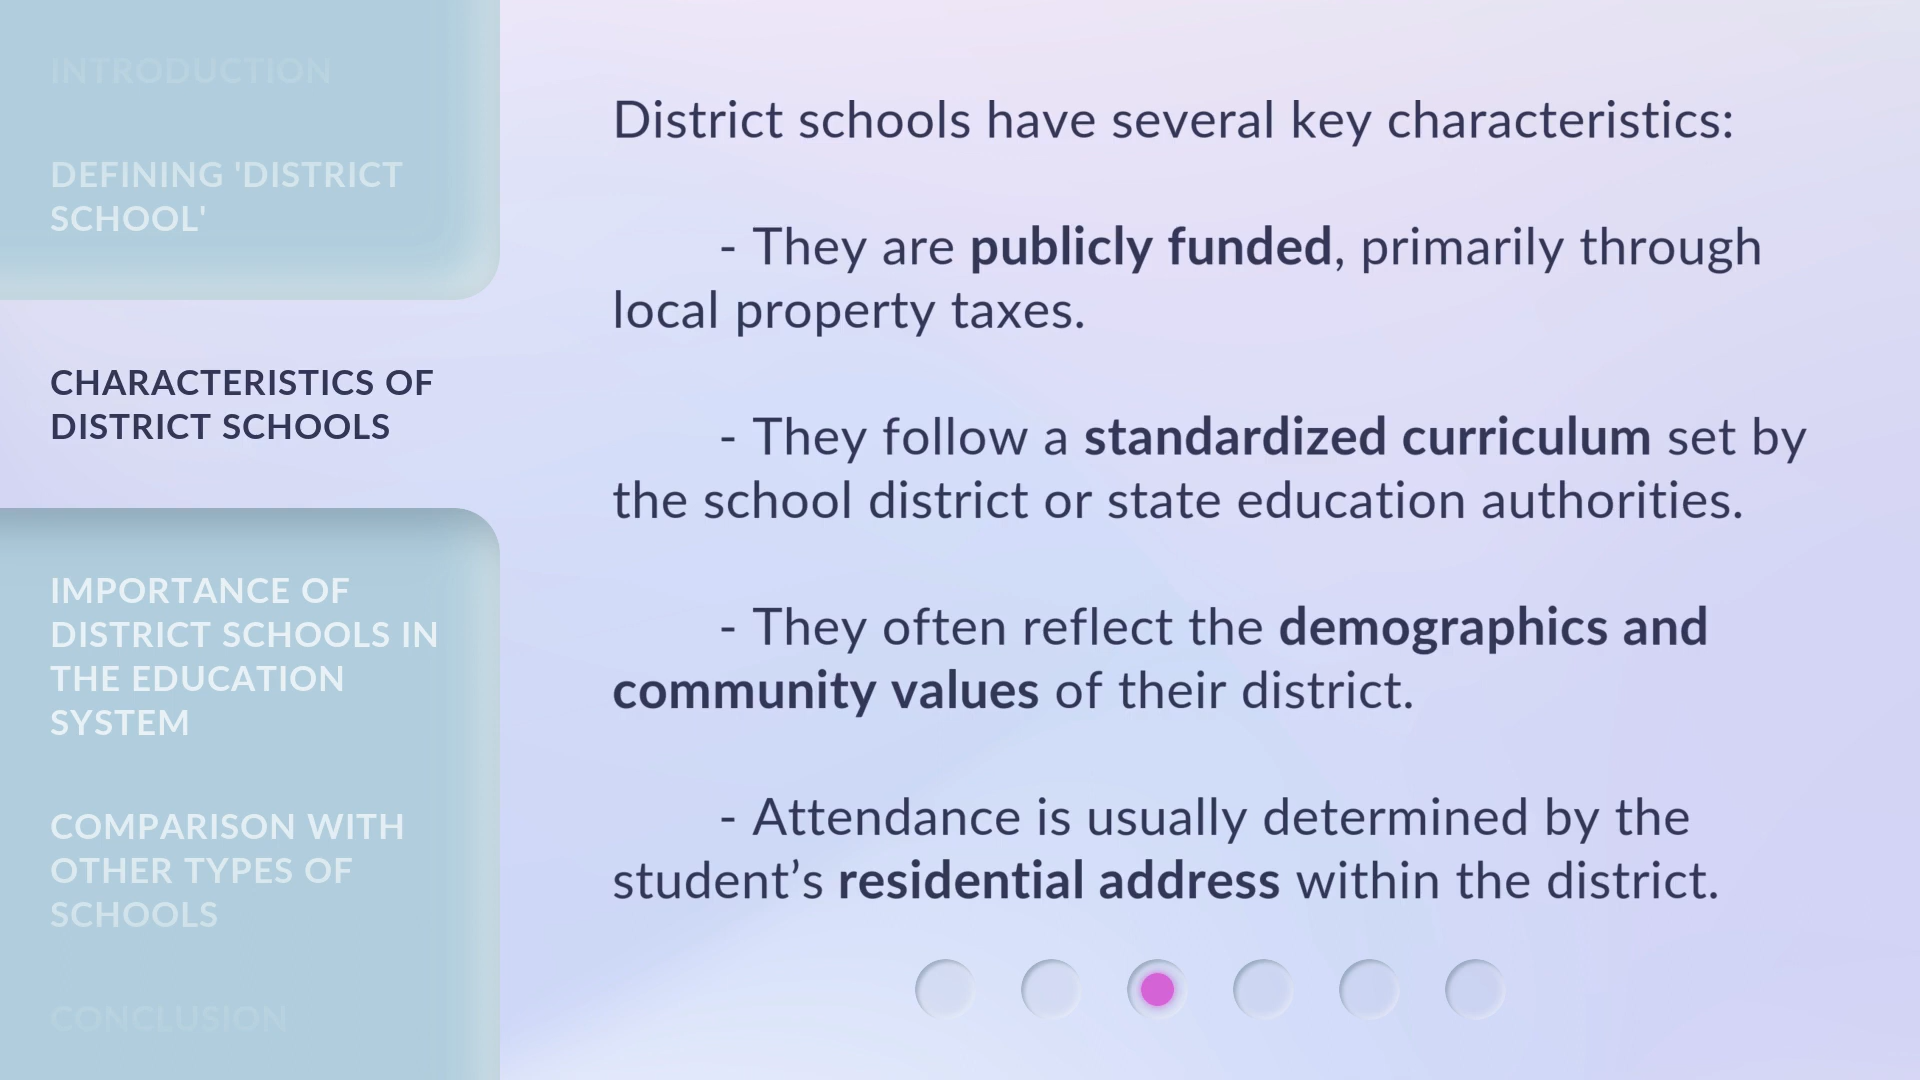 INTRODUCTION
DEFINING 'DISTRICT
SCHOOL'
CHARACTERISTICS OF
DISTRICT SCHOOLS
IMPORTANCE OF
DISTRICT SCHOOLS IN
THE EDUCATION
SYSTEM
COMPARISON WITH
OTHER TYPES OF
SCHOOLS
CONCLUSION
District schools have several key characteristics:
- They are publicly funded, primarily through
local property taxes.
- They follow a standardized curriculum set by
the school district or state education authorities.
- They often reflect the demographics and
community values of their district.
- Attendance is usually determined by the
student’s residential address within the district.